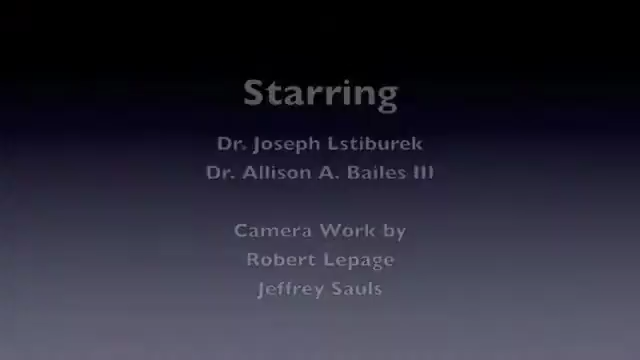 Starring
Dr. Joseph Lstiburek
Dr. Allison A. Bailes III
Camera Work by
Robert Lepage
Jeffrey Sauls